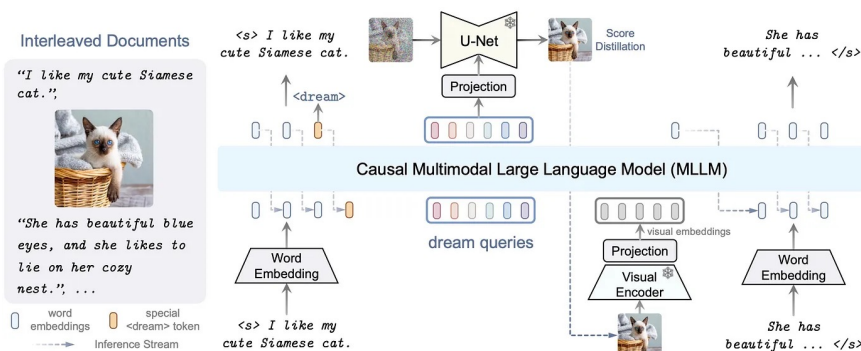 Interleaved Documents
“I like my cute Siamese
cat.”,
“She has beautiful blue
eyes, and she likes to
lie on her cozy
nest.”, ...
word
embeddings
special
<dream> token
Inference Stream
<s> I like my
cute Siamese cat.
<dream>
U-Net
Projection
Score
Distillation
She has
beautiful ... </s>
Causal Multimodal Large Language Model (MLLM)
dream queries
visual embeddings
Projection
Visual
Encoder
Word
Embedding
Word
Embedding
<s> I like my
cute Siamese cat.
She has
beautiful ... </s>